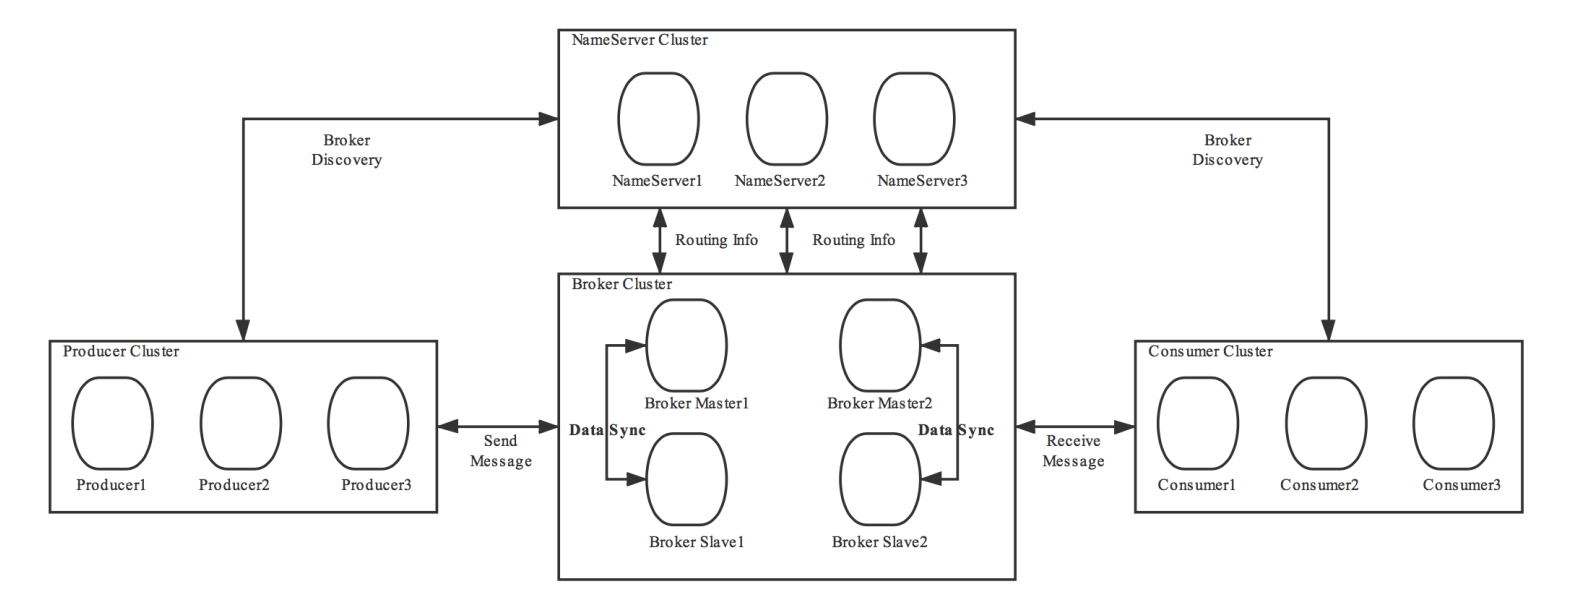 NameServer Cluster
NameServer1
NameServer2
NameServer3
Broker
Discovery
Broker
Discovery
Routing Info
Routing Info
Producer Cluster
Producer1
Producer2
Producer3
Send
Message
Broker Cluster
Broker Master1
Broker Master2
Data Sync
Data Sync
Broker Slave1
Broker Slave2
Receive
Message
Consumer Cluster
Consumer1
Consumer2
Consumer3